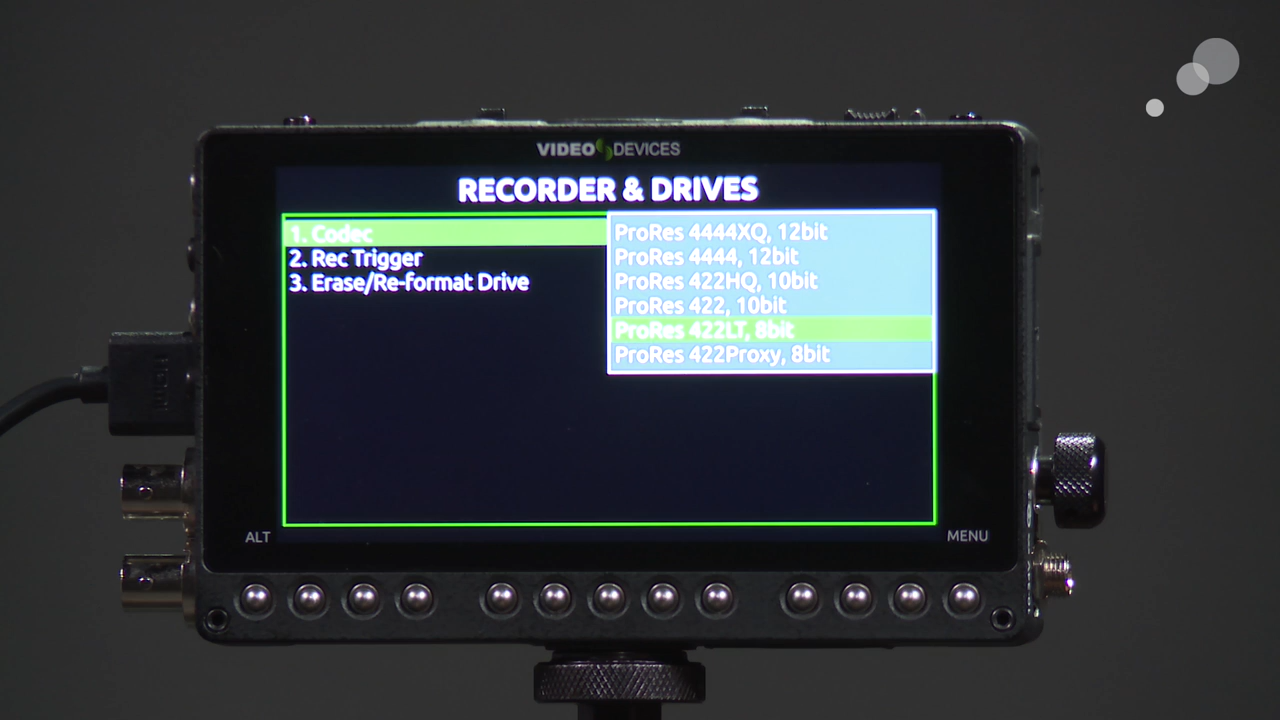 VIDEO DEVICES
RECORDER & DRIVES
1. Codec
2. Rec Trigger
3. Erase/Re-format Drive
ProRes 4444XQ, 12bit
ProRes 4444, 12bit
ProRes 422HQ, 10bit
ProRes 422, 10bit
ProRes 422LT, 8bit
ProRes 422Proxy, 8bit
ALT
MENU